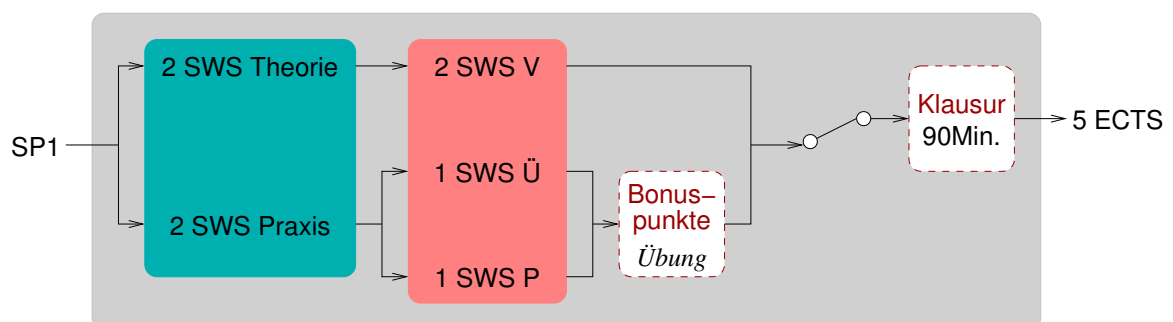 SP1
2 SWS Theorie
2 SWS Praxis
2 SWS V
1 SWS Ü
1 SWS P
Bonus–
punkte
Übung
Klausur
90Min.
5 ECTS